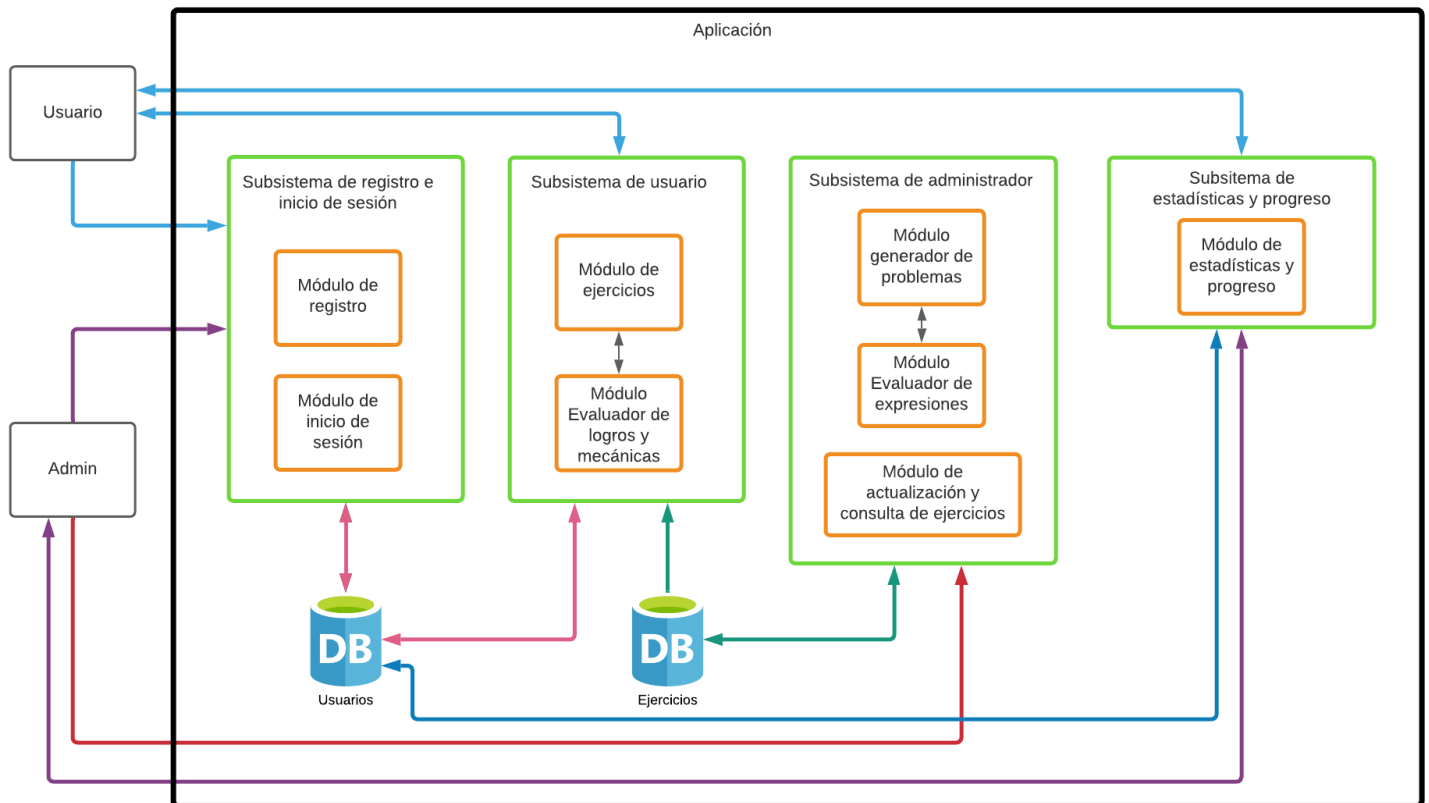 Aplicación
Usuario
Subsistema de registro e
inicio de sesión
Módulo de
registro
Módulo de
inicio de
sesión
Subsistema de usuario
Módulo de
ejercicios
Módulo
Evaluador de
logros y
mecánicas
Subsistema de administrador
Módulo
generador de
problemas
Módulo
Evaluador de
expresiones
Módulo de
actualización y
consulta de ejercicios
Subsitema de
estadísticas y progreso
Módulo de
estadísticas y
progreso
Admin
DB
Usuarios
DB
Ejercicios